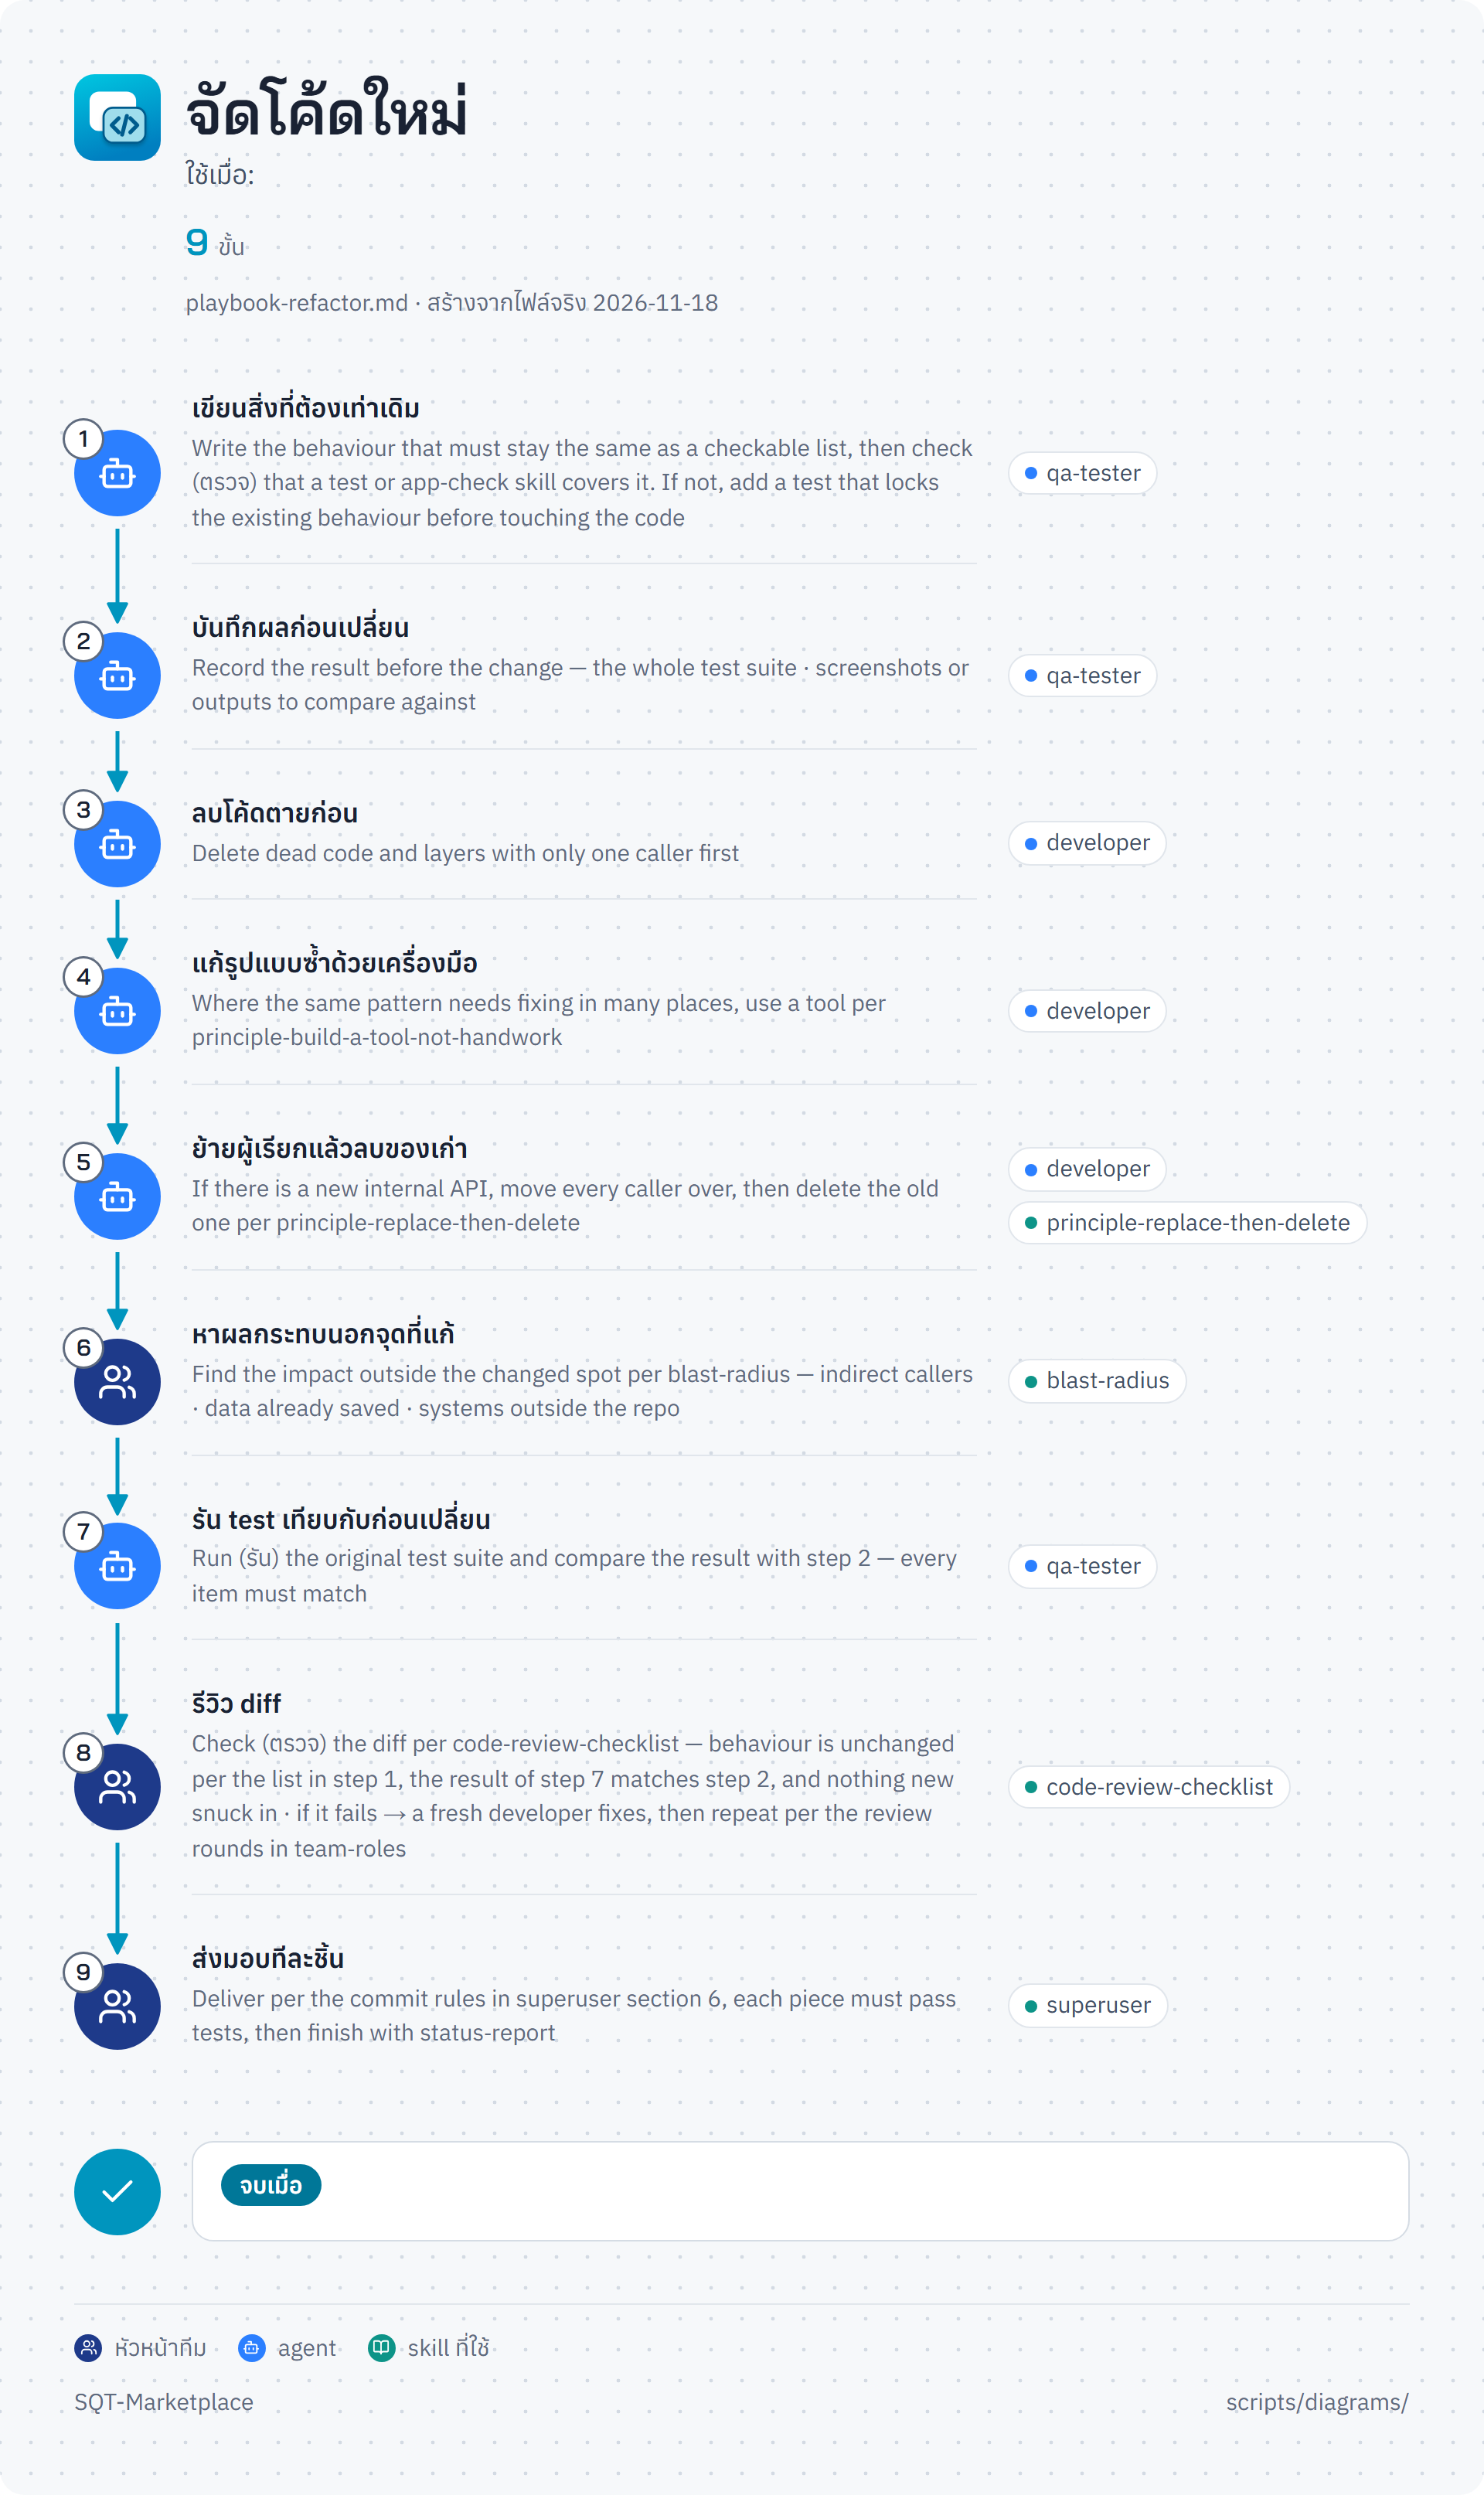 จัดโค้ดใหม่
ใช้เมื่อ:
9 ขั้น
playbook-refactor.md · สร้างจากไฟล์จริง 2026-11-18
1
เขียนสิ่งที่ต้องเท่าเดิม
Write the behaviour that must stay the same as a checkable list, then check
(ตรวจ) that a test or app-check skill covers it. If not, add a test that locks
the existing behaviour before touching the code
qa-tester
2
บันทึกผลก่อนเปลี่ยน
Record the result before the change — the whole test suite · screenshots or
outputs to compare against
qa-tester
3
ลบโค้ดตายก่อน
Delete dead code and layers with only one caller first
developer
4
แก้รูปแบบซ้ำด้วยเครื่องมือ
Where the same pattern needs fixing in many places, use a tool per
principle-build-a-tool-not-handwork
developer
5
ย้ายผู้เรียกแล้วลบของเก่า
If there is a new internal API, move every caller over, then delete the old
one per principle-replace-then-delete
developer
principle-replace-then-delete
6
หาผลกระทบนอกจุดที่แก้
Find the impact outside the changed spot per blast-radius — indirect callers
· data already saved · systems outside the repo
blast-radius
7
รัน test เทียบกับก่อนเปลี่ยน
Run (รัน) the original test suite and compare the result with step 2 — every
item must match
qa-tester
8
รีวิว diff
Check (ตรวจ) the diff per code-review-checklist — behaviour is unchanged
per the list in step 1, the result of step 7 matches step 2, and nothing new
snuck in · if it fails → a fresh developer fixes, then repeat per the review
rounds in team-roles
code-review-checklist
9
ส่งมอบทีละชิ้น
Deliver per the commit rules in superuser section 6, each piece must pass
tests, then finish with status-report
superuser
จบเมื่อ
หัวหน้าทีม agent skill ที่ใช้
SQT-Marketplace scripts/diagrams/